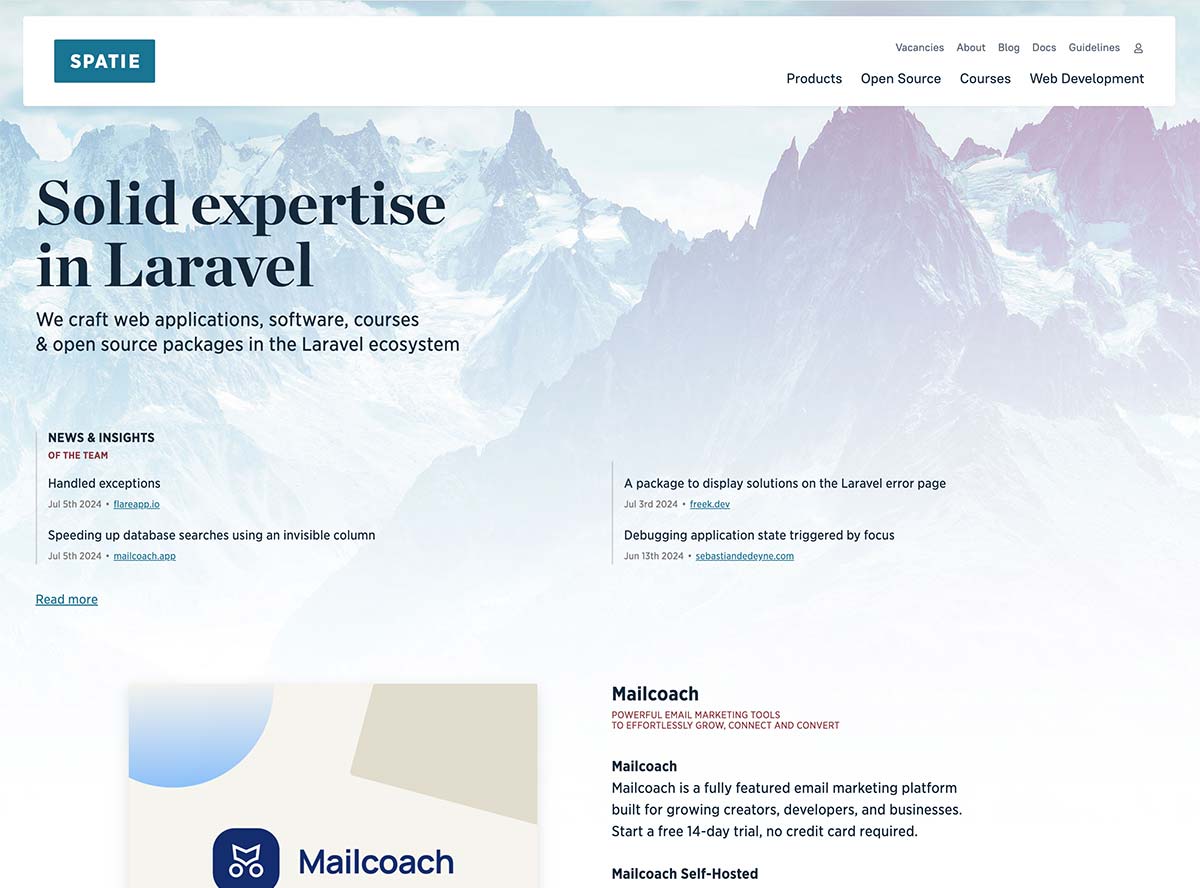 SPATIE
Vacancies About Blog Docs Guidelines
Products Open Source Courses Web Development
Solid expertise
in Laravel
We craft web applications, software, courses
& open source packages in the Laravel ecosystem
NEWS & INSIGHTS
OF THE TEAM
Handled exceptions
Jul 5th 2024 • flareapp.io
Speeding up database searches using an invisible column
Jul 5th 2024 • mailcoach.app
A package to display solutions on the Laravel error page
Jul 3rd 2024 • freek.dev
Debugging application state triggered by focus
Jun 13th 2024 • sebastiandedeyne.com
Read more
Mailcoach
Mailcoach
POWERFUL EMAIL MARKETING TOOLS
TO EFFORTLESSLY GROW, CONNECT AND CONVERT
Mailcoach
Mailcoach is a fully featured email marketing platform
built for growing creators, developers, and businesses.
Start a free 14-day trial, no credit card required.
Mailcoach Self-Hosted